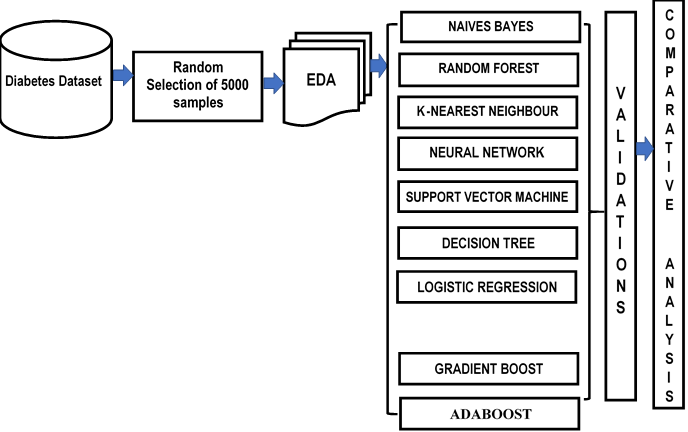 Diabetes Dataset
Random
Selection of 5000
samples
EDA
NAIVES BAYES
RANDOM FOREST
K-NEAREST NEIGHBOUR
NEURAL NETWORK
SUPPORT VECTOR MACHINE
DECISION TREE
LOGISTIC REGRESSION
GRADIENT BOOST
ADABOOST
VALIDATIONS
COMPARATIVE ANALYSIS